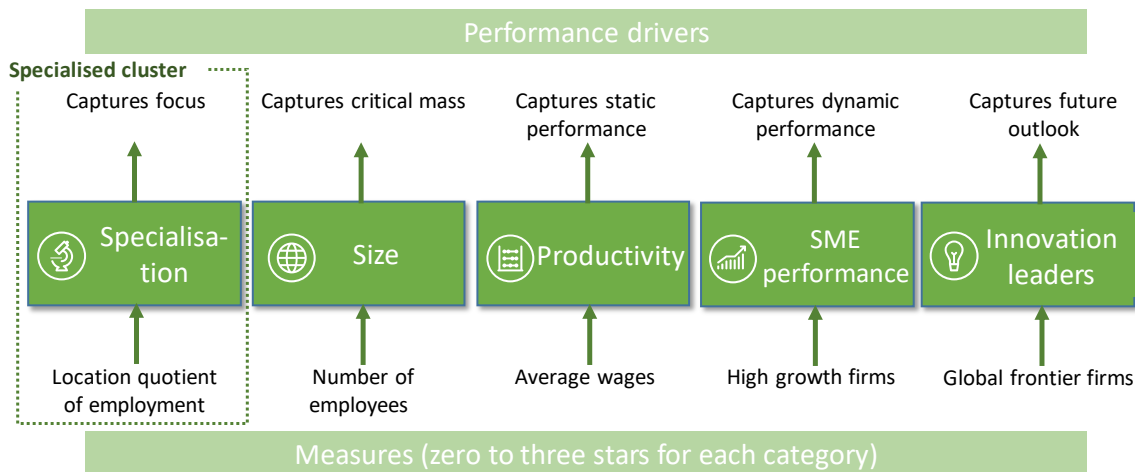 Performance drivers
Specialised cluster
Captures focus
Captures critical mass
Captures static
performance
Captures dynamic
performance
Captures future
outlook
Specialisa-
tion
Size
Productivity
SME
performance
Innovation
leaders
Location quotient
of employment
Number of
employees
Average wages
High growth firms
Global frontier firms
Measures (zero to three stars for each category)